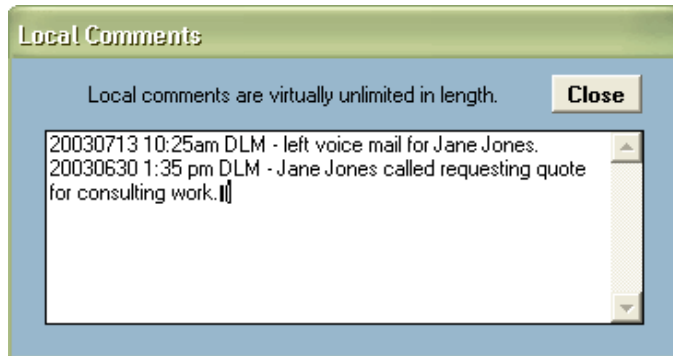 Local Comments
Local comments are virtually unlimited in length.
Close
20030713 10:25am DLM - left voice mail for Jane Jones.
20030630 1:35 pm DLM - Jane Jones called requesting quote
for consulting work.